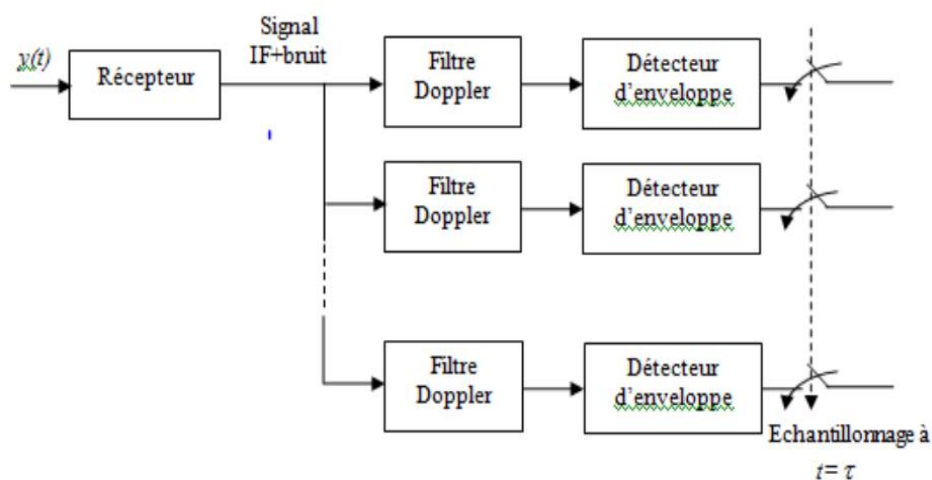 Signal
IF+bruit
y(t)
Récepteur
Filtre
Doppler
Détecteur
d'enveloppe
Filtre
Doppler
Détecteur
d'enveloppe
Filtre
Doppler
Détecteur
d'enveloppe
Echantillonnage à
t= τ